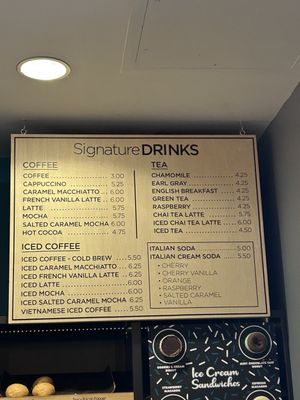 Signature DRINKS
COFFEE
COFFEE 3.00
CAPPUCCINO 5.25
CARAMEL MACCHIATTO 6.00
FRENCH VANILLA LATTE 6.00
LATTE 5.75
MOCHA 5.75
SALTED CARAMEL MOCHA 6.00
HOT COCOA 4.75
ICED COFFEE
ICED COFFEE - COLD BREW 5.50
ICED CARAMEL MACCHIATTO 6.25
ICED FRENCH VANILLA LATTE 6.25
ICED LATTE 6.00
ICED MOCHA 6.00
ICED SALTED CARAMEL MOCHA 6.25
VIETNAMESE ICED COFFEE 5.50
TEA
CHAMOMILE 4.25
EARL GRAY 4.25
ENGLISH BREAKFAST 4.25
GREEN TEA 4.25
RASPBERRY 4.25
CHAI TEA LATTE 5.75
ICED CHAI TEA LATTE 6.00
ICED TEA 4.50
ITALIAN SODA 5.00
ITALIAN CREAM SODA 5.50
• CHERRY
• CHERRY VANILLA
• ORANGE
• RASPBERRY
• SALTED CARAMEL
• VANILLA
Ice Cream
Sandwiches